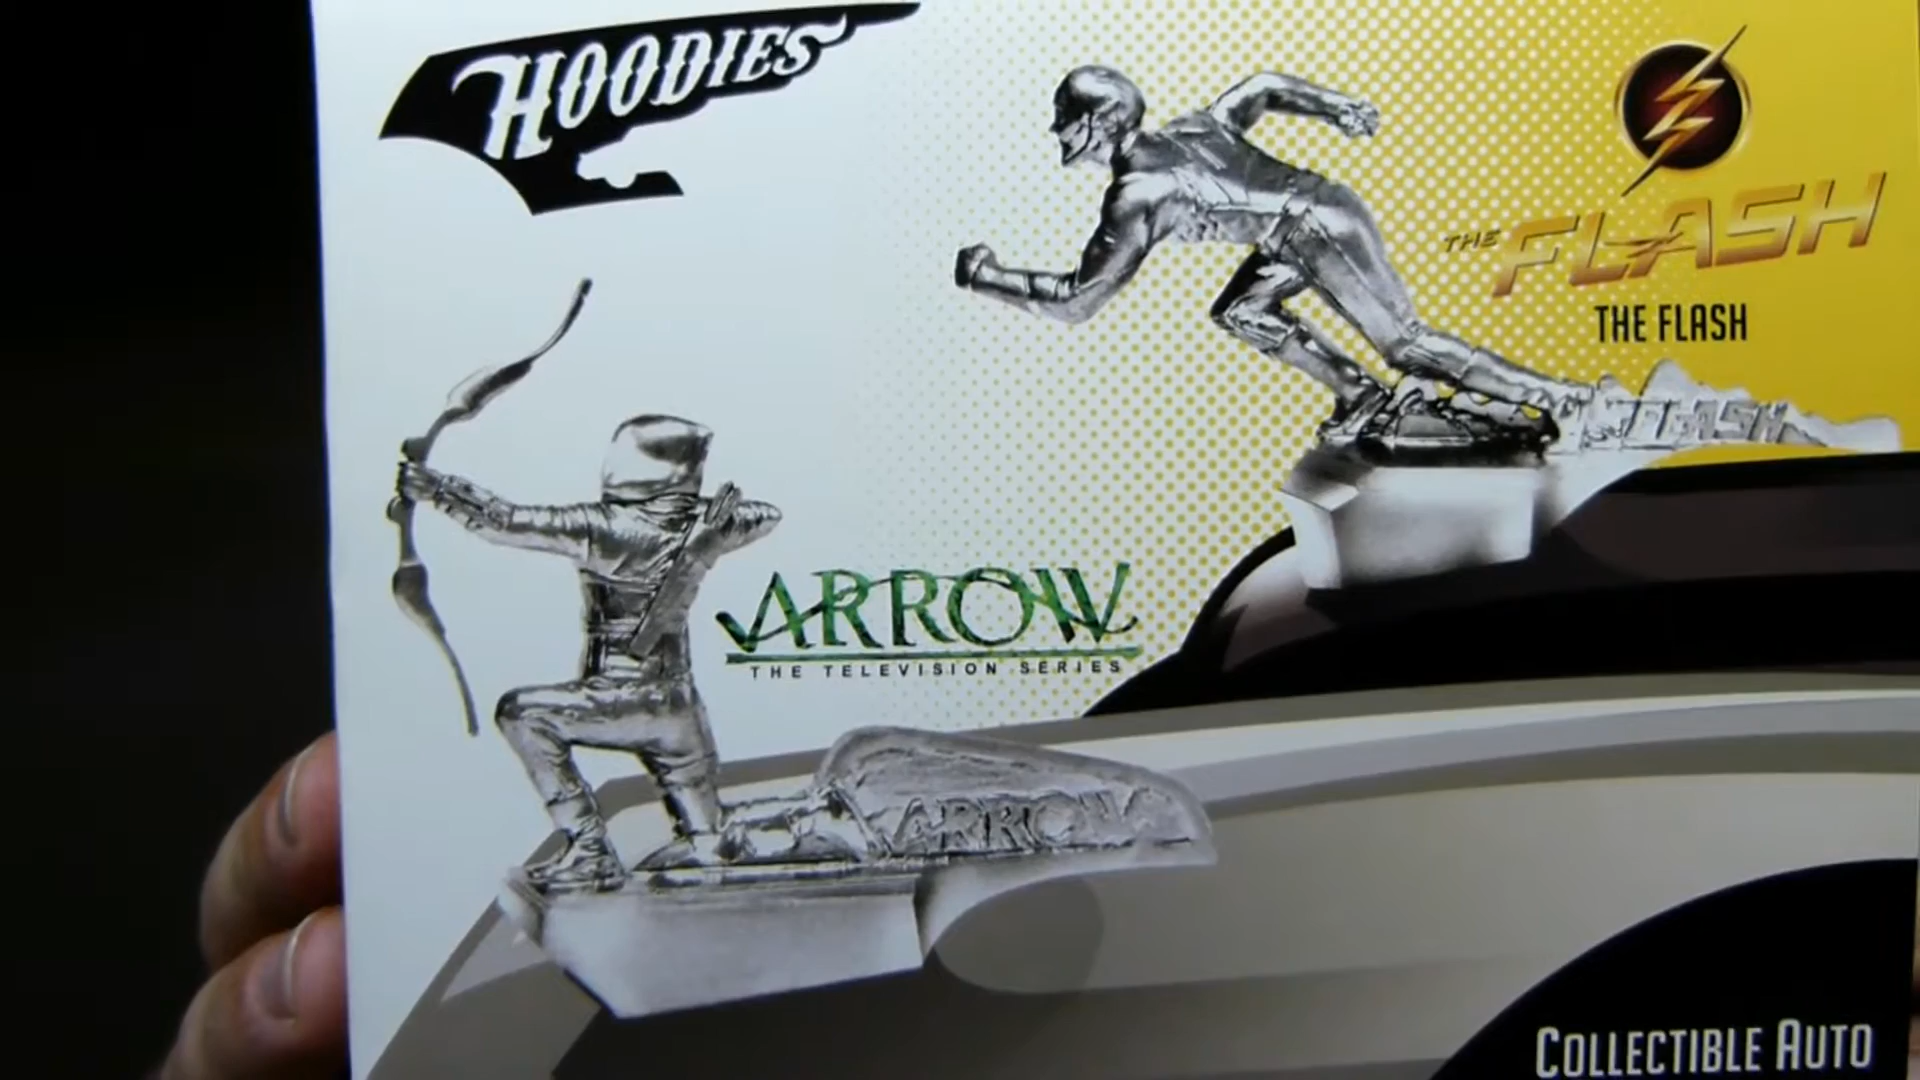 HOODIES
THE FLASH
THE FLASH
FLASH
ARROW
THE TELEVISION SERIES
ARROW
COLLECTIBLE AUTO